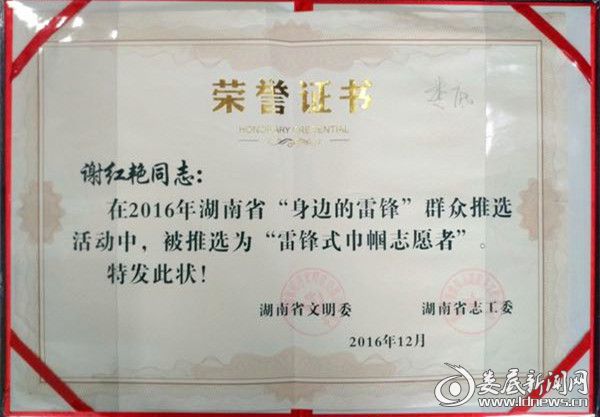 荣誉证书
HONORARY CREDENTIAL
娄底
谢红艳同志：
在2016年湖南省“身边的雷锋”群众推选
活动中，被推选为“雷锋式巾帼志愿者”。
特发此状！
湖南省文明委 湖南省志工委
2016年12月
娄底新闻网
www.ldnews.cn